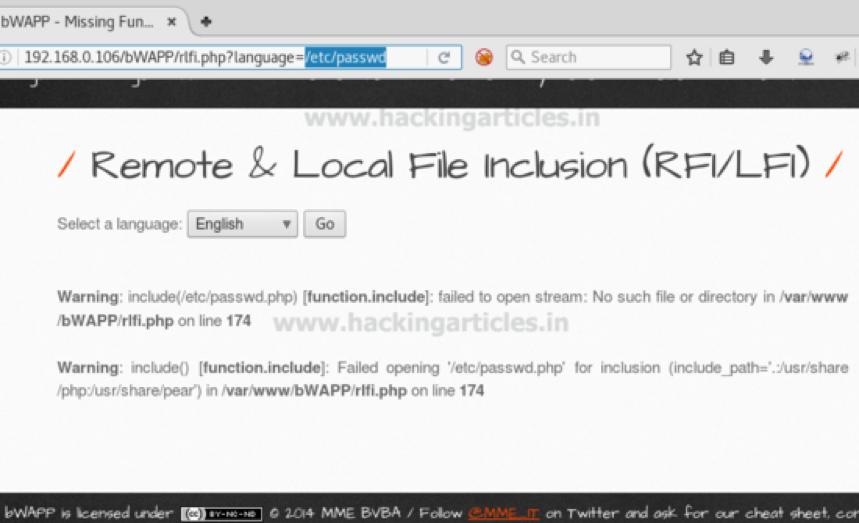 bWAPP - Missing Fun...
192.168.0.106/bWAPP/rlfi.php?language=/etc/passwd
Search
www.hackingarticles.in
/ Remote & Local File Inclusion (RFI/LFI) /
Select a language: English Go
Warning: include(/etc/passwd.php) [function.include]: failed to open stream: No such file or directory in /var/www
/bWAPP/rlfi.php on line 174
www.hackingarticles.in
Warning: include() [function.include]: Failed opening '/etc/passwd.php' for inclusion (include_path='.:/usr/share
/php:/usr/share/pear') in /var/www/bWAPP/rlfi.php on line 174
bWAPP is licensed under (cc) BY-NC-ND © 2014 MME BVBA / Follow @MME_IT on Twitter and ask for our cheat sheet, con